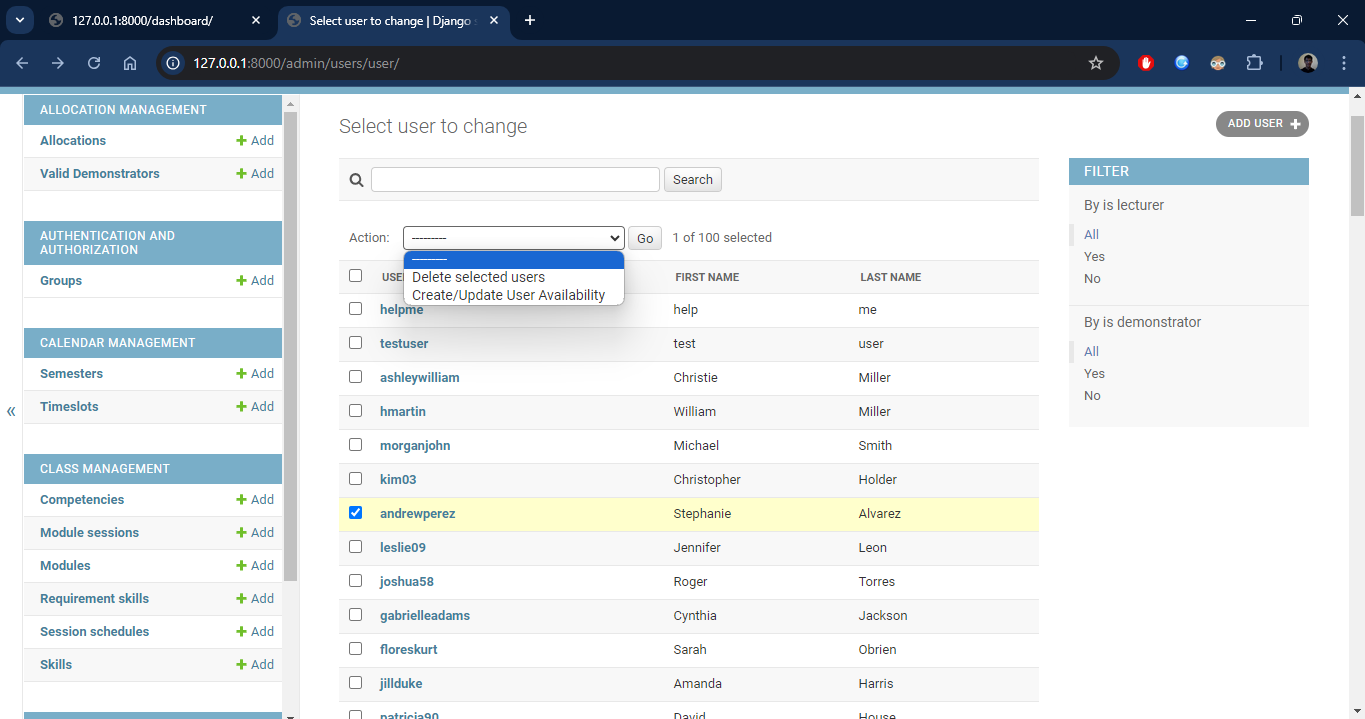 127.0.0.1:8000/dashboard/
Select user to change | Django s
127.0.0.1:8000/admin/users/user/
ALLOCATION MANAGEMENT
Allocations + Add
Valid Demonstrators + Add
AUTHENTICATION AND
AUTHORIZATION
Groups + Add
CALENDAR MANAGEMENT
Semesters + Add
Timeslots + Add
«
CLASS MANAGEMENT
Competencies + Add
Module sessions + Add
Modules + Add
Requirement skills + Add
Session schedules + Add
Skills + Add
Select user to change
ADD USER +
Search
Action: --------- Go 1 of 100 selected
---------
Delete selected users
Create/Update User Availability
USE FIRST NAME LAST NAME
helpme help me
testuser test user
ashleywilliam Christie Miller
hmartin William Miller
morganjohn Michael Smith
kim03 Christopher Holder
andrewperez Stephanie Alvarez
leslie09 Jennifer Leon
joshua58 Roger Torres
gabrielleadams Cynthia Jackson
floreskurt Sarah Obrien
jillduke Amanda Harris
patricia90 David House
FILTER
By is lecturer
All
Yes
No
By is demonstrator
All
Yes
No